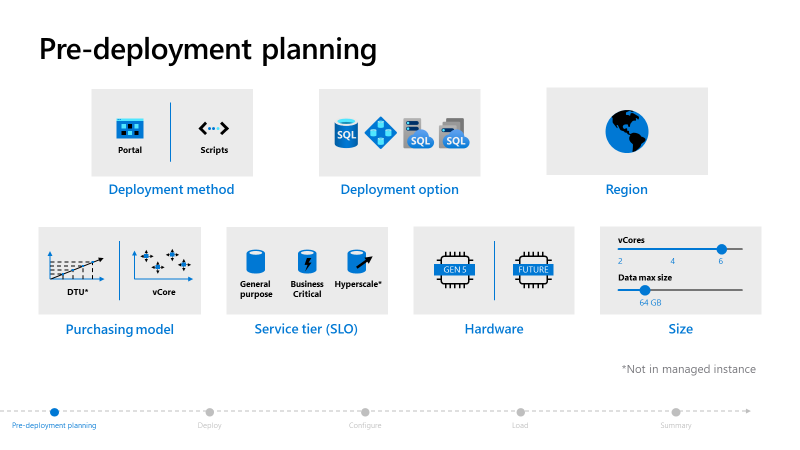 Pre-deployment planning
Portal
Scripts
SQL
SQL
SQL
Deployment method
Deployment option
Region
DTU*
vCore
General
purpose
Business
Critical
Hyperscale*
GEN 5
FUTURE
vCores
2 4 6
Data max size
64 GB
Purchasing model
Service tier (SLO)
Hardware
Size
*Not in managed instance
Pre-deployment planning
Deploy
Configure
Load
Summary